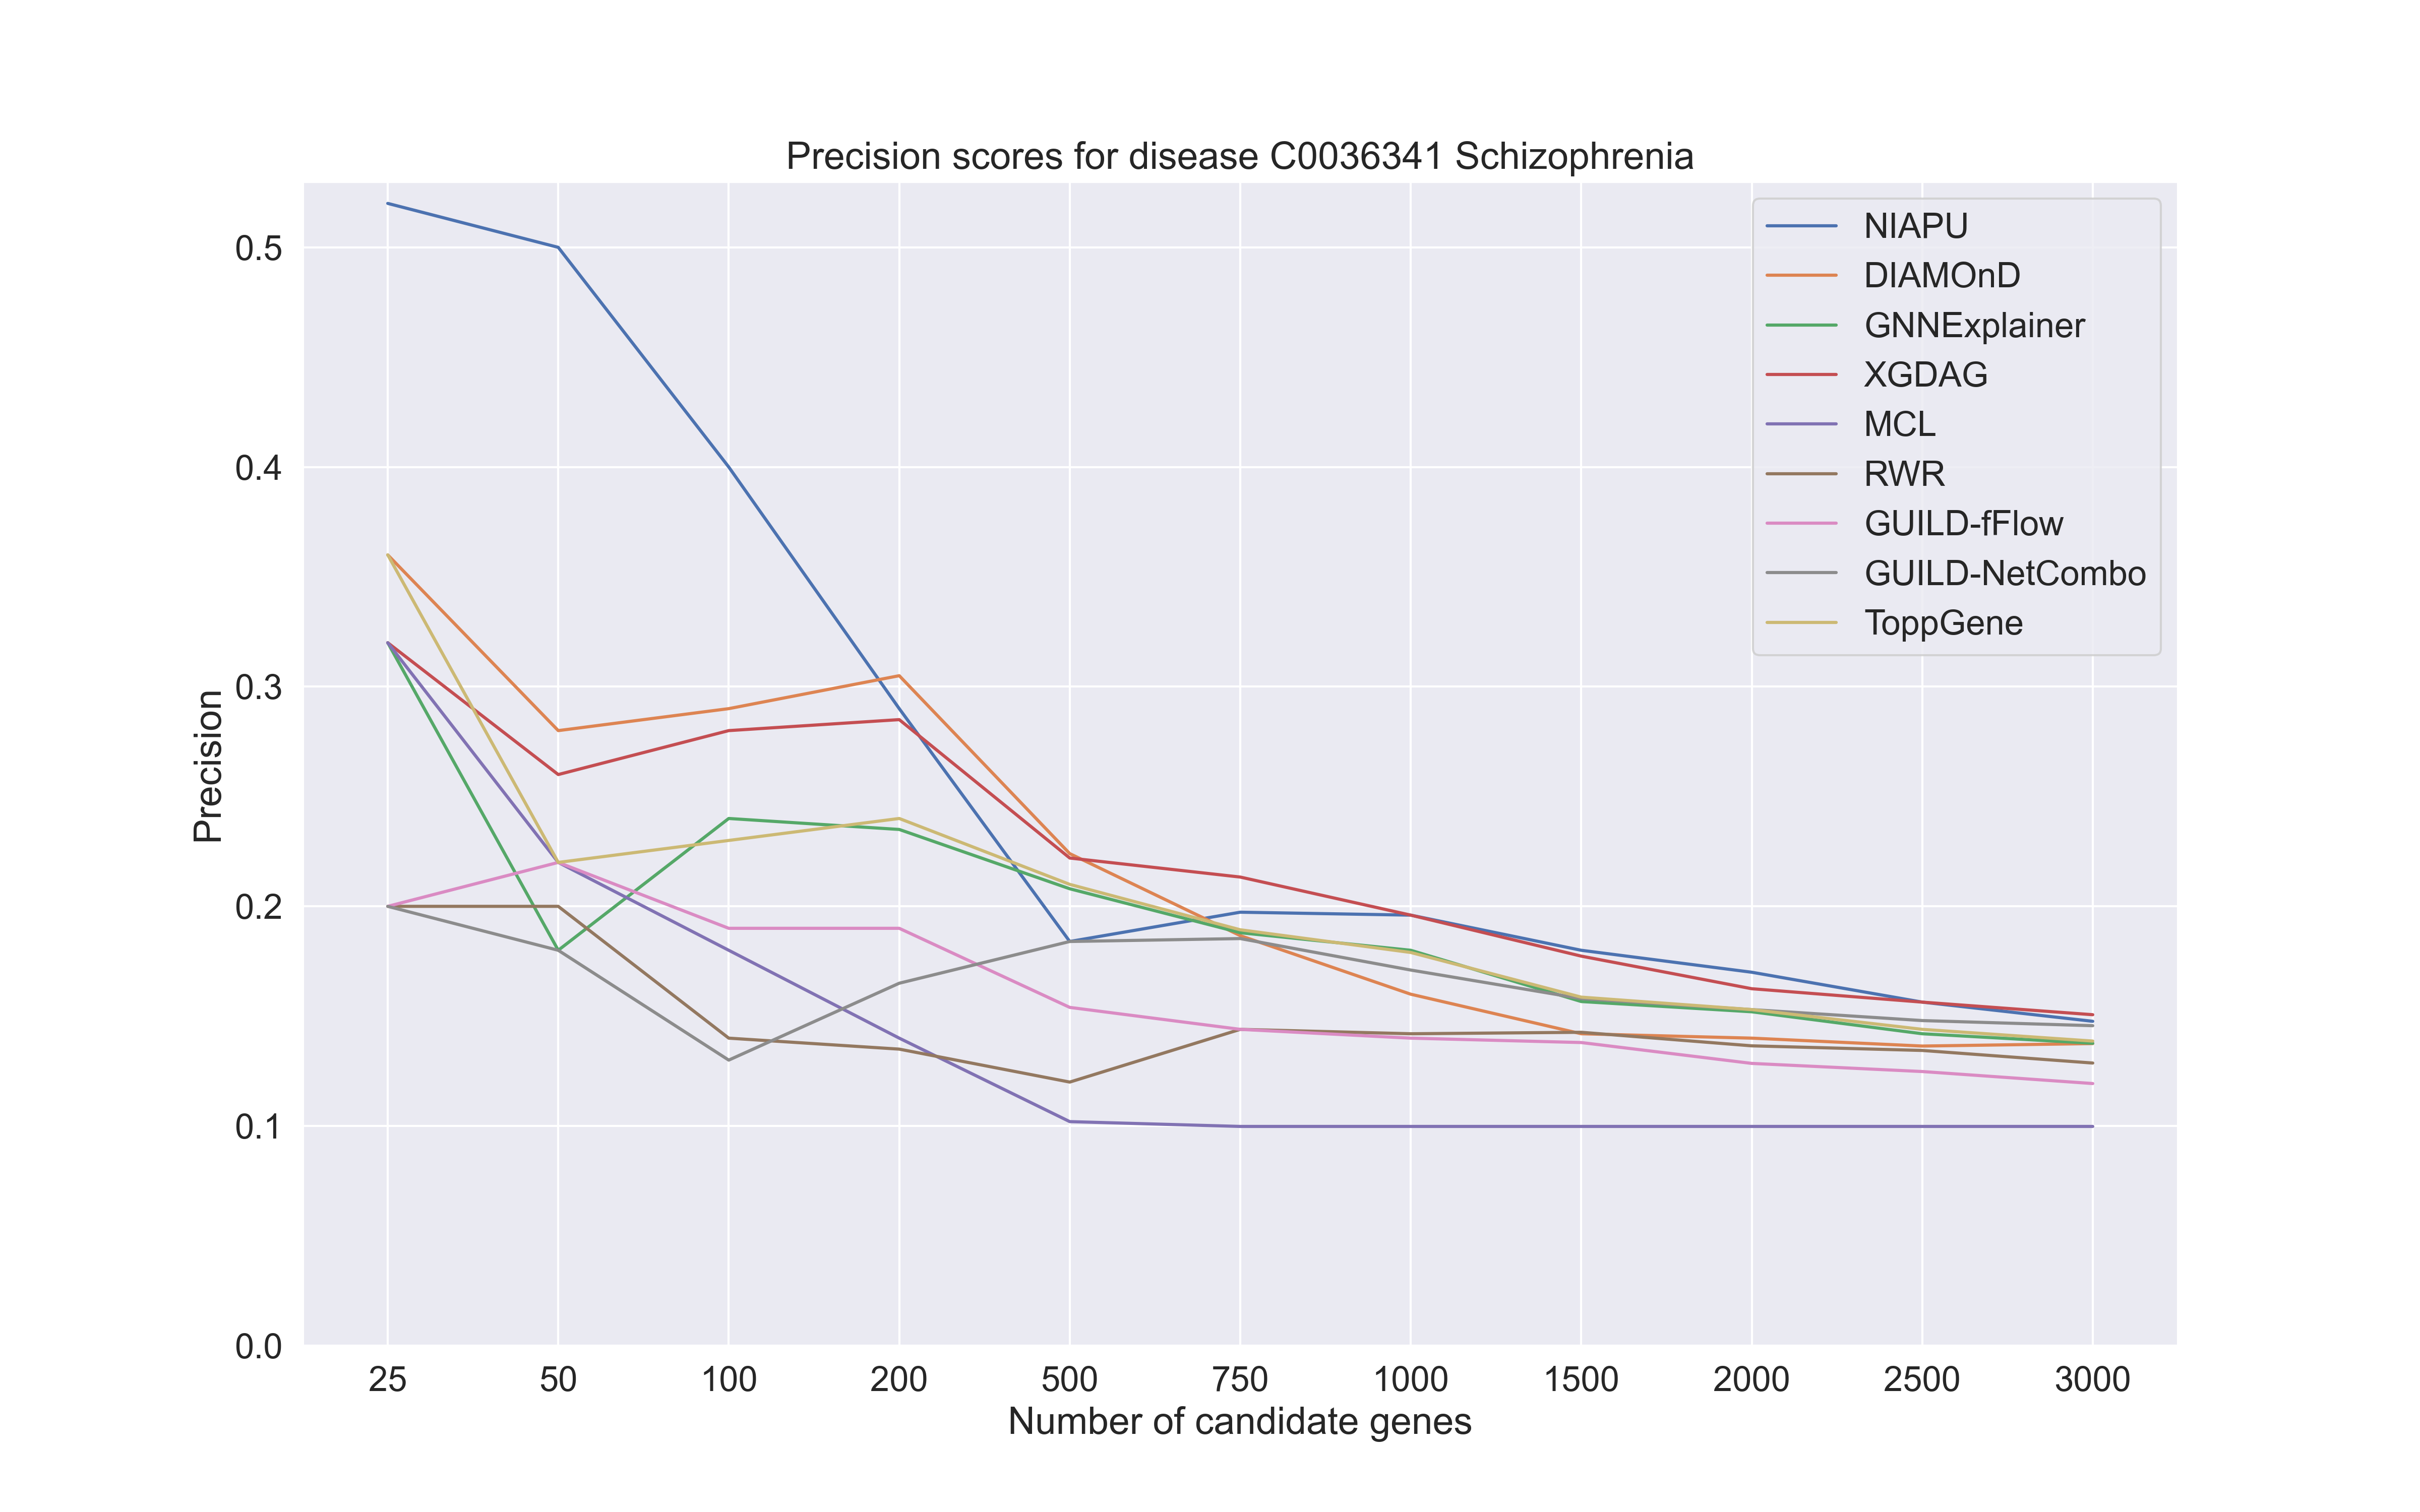 Precision scores for disease C0036341 Schizophrenia
NIAPU
DIAMOnD
GNNExplainer
XGDAG
MCL
RWR
GUILD-fFlow
GUILD-NetCombo
ToppGene
Precision
0.5
0.4
0.3
0.2
0.1
0.0
25 50 100 200 500 750 1000 1500 2000 2500 3000
Number of candidate genes